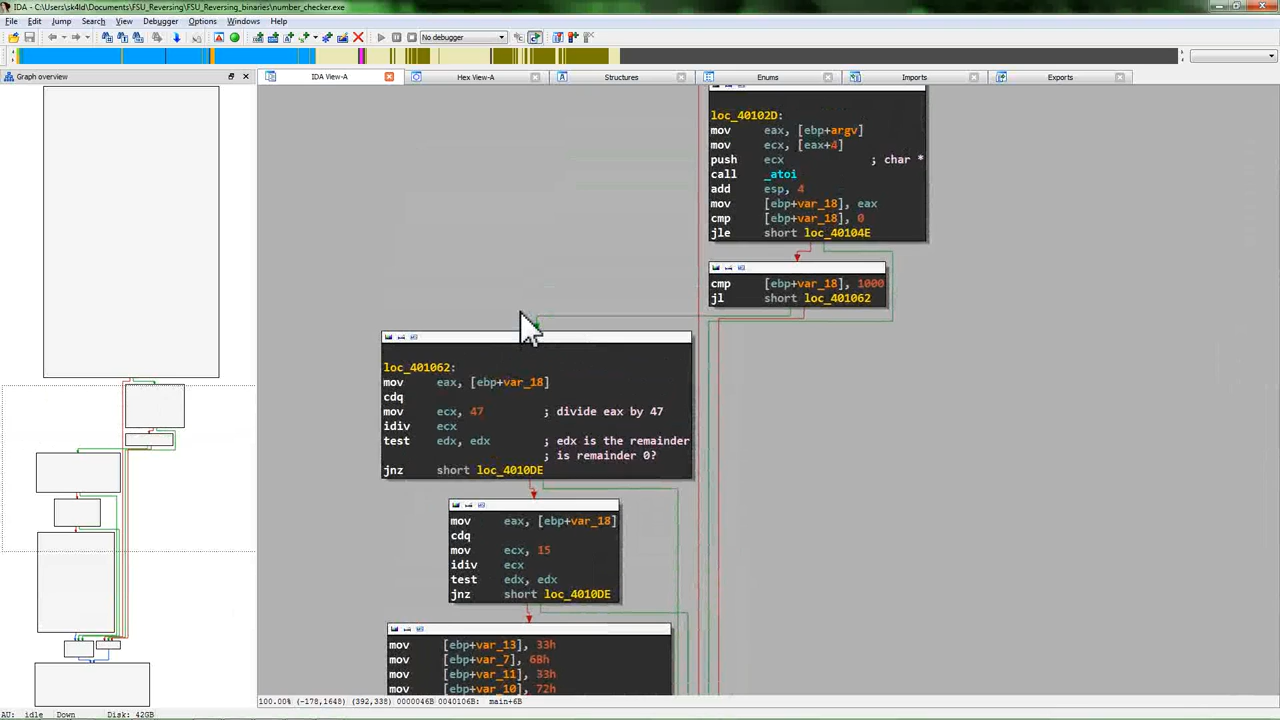 IDA - C:\Users\sk4ld\Documents\FSU_Reversing\FSU_Reversing_binaries\number_checker.exe
File Edit Jump Search View Debugger Options Windows Help
No debugger
Graph overview
IDA View-A Hex View-A Structures Enums Imports Exports
loc_40102D:
mov eax, [ebp+argv]
mov ecx, [eax+4]
push ecx ; char *
call _atoi
add esp, 4
mov [ebp+var_18], eax
cmp [ebp+var_18], 0
jle short loc_40104E
cmp [ebp+var_18], 1000
jl short loc_401062
loc_401062:
mov eax, [ebp+var_18]
cdq
mov ecx, 47 ; divide eax by 47
idiv ecx
test edx, edx ; edx is the remainder
; is remainder 0?
jnz short loc_4010DE
mov eax, [ebp+var_18]
cdq
mov ecx, 15
idiv ecx
test edx, edx
jnz short loc_4010DE
mov [ebp+var_13], 33h
mov [ebp+var_7], 6Bh
mov [ebp+var_11], 33h
mov [ebp+var_10], 72h
100.00% (-178,1648) (392,338) 0000046B 0040106B: main+6B
AU: idle Down Disk: 42GB